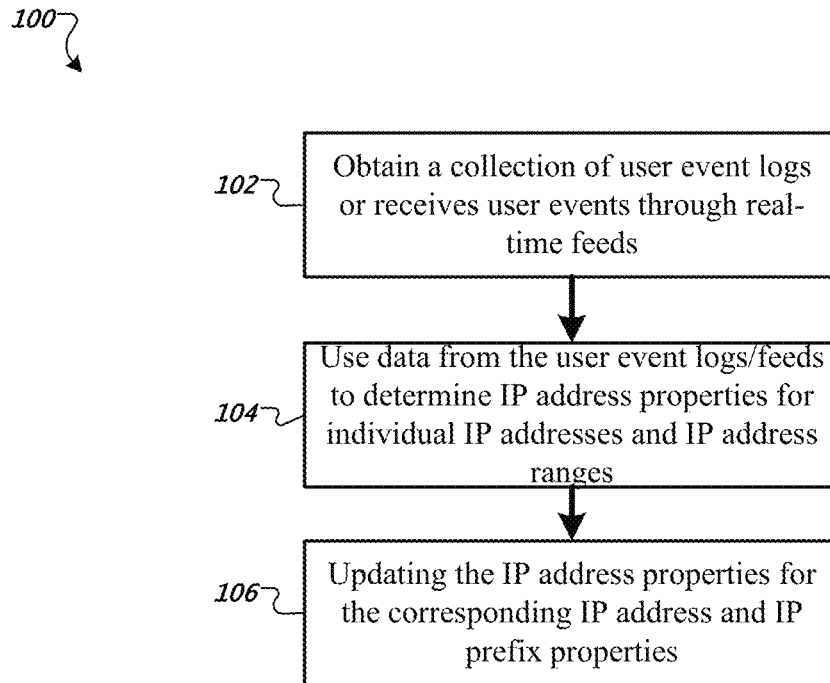 100
102
Obtain a collection of user event logs
or receives user events through real-
time feeds
104
Use data from the user event logs/feeds
to determine IP address properties for
individual IP addresses and IP address
ranges
106
Updating the IP address properties for
the corresponding IP address and IP
prefix properties